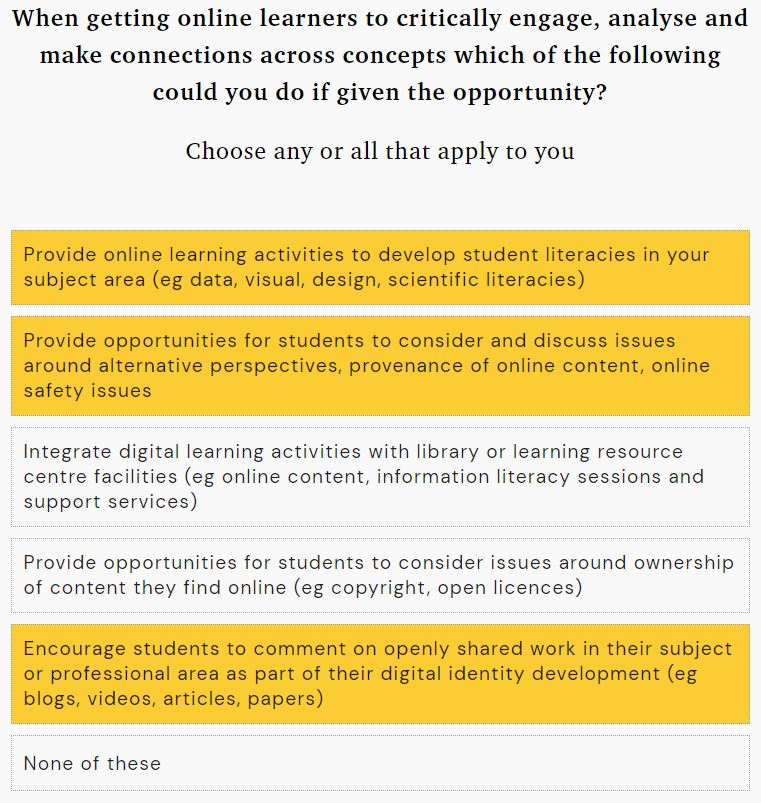 When getting online learners to critically engage, analyse and
make connections across concepts which of the following
could you do if given the opportunity?
Choose any or all that apply to you
Provide online learning activities to develop student literacies in your
subject area (eg data, visual, design, scientific literacies)
Provide opportunities for students to consider and discuss issues
around alternative perspectives, provenance of online content, online
safety issues
Integrate digital learning activities with library or learning resource
centre facilities (eg online content, information literacy sessions and
support services)
Provide opportunities for students to consider issues around ownership
of content they find online (eg copyright, open licences)
Encourage students to comment on openly shared work in their subject
or professional area as part of their digital identity development (eg
blogs, videos, articles, papers)
None of these